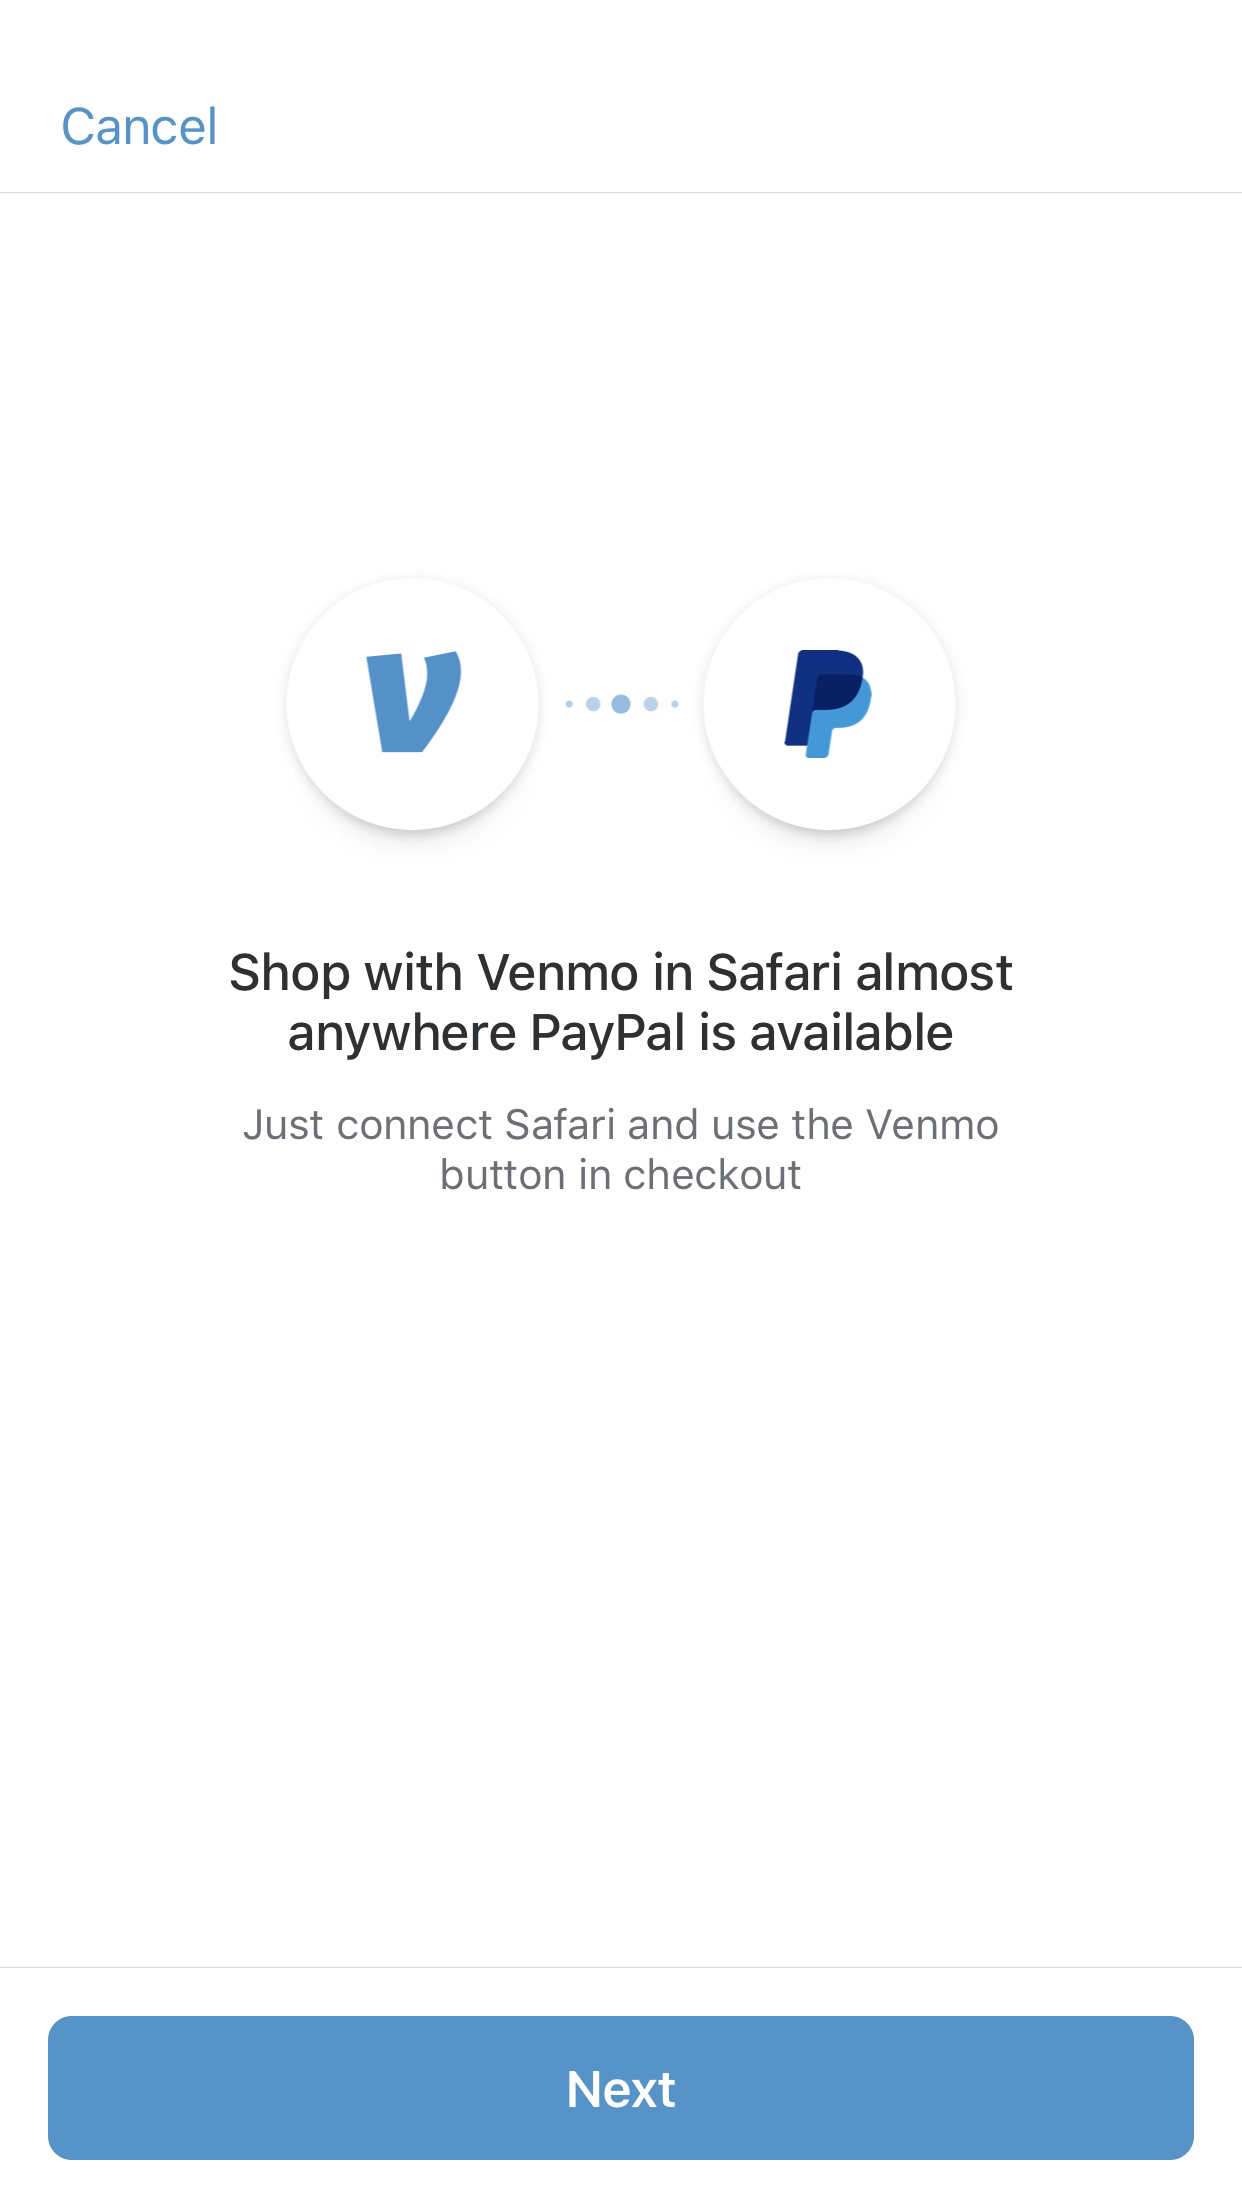 Cancel
Shop with Venmo in Safari almost
anywhere PayPal is available
Just connect Safari and use the Venmo
button in checkout
Next